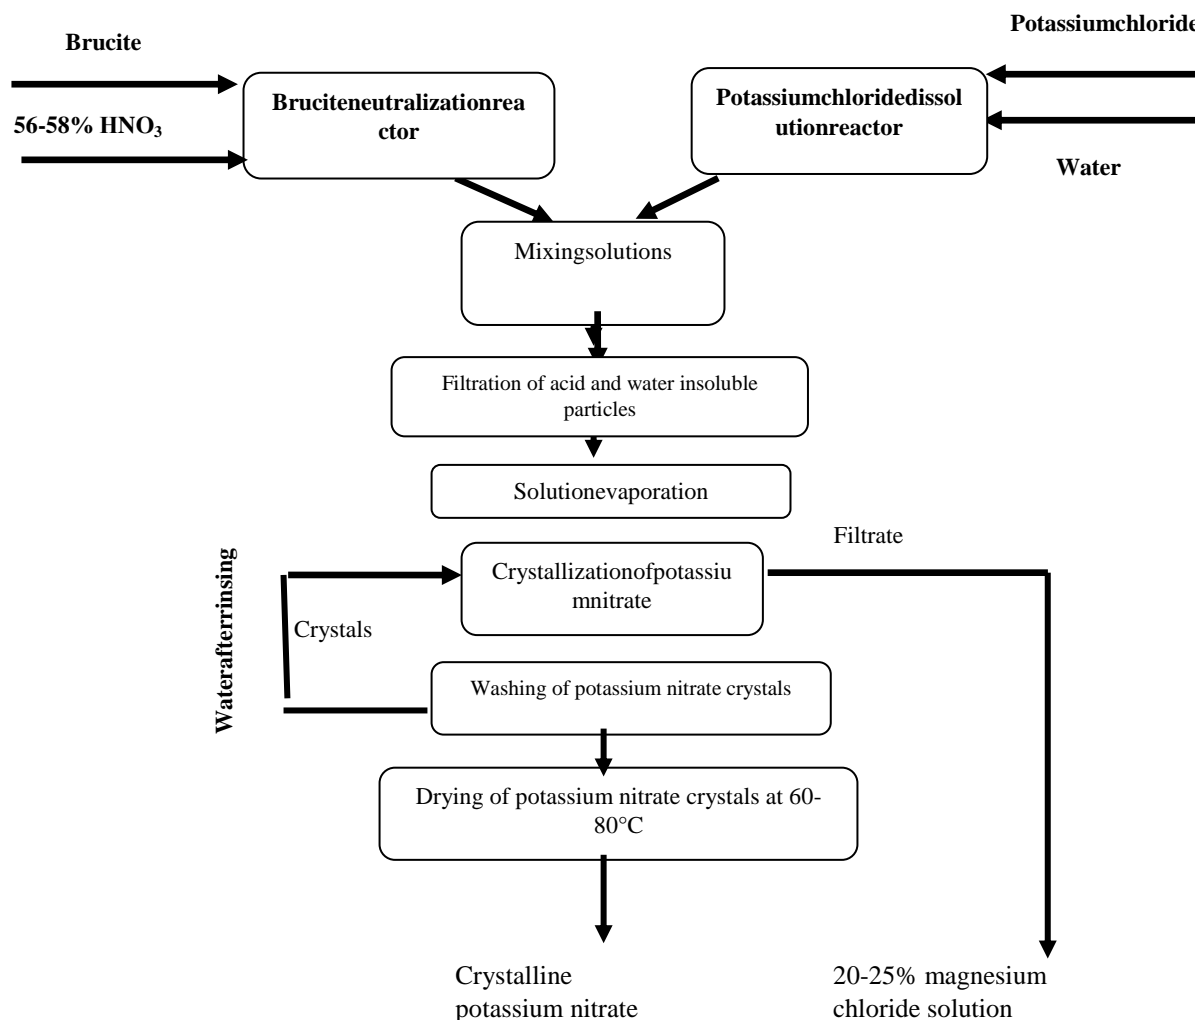 Brucite
Potassiumchloride
56-58% HNO₃
Bruciteneutralizationrea
ctor
Potassiumchloridedissol
utionreactor
Water
Mixingsolutions
Filtration of acid and water insoluble
particles
Solutionevaporation
Filtrate
Crystallizationofpotassiu
mnitrate
Waterafterrinsing
Crystals
Washing of potassium nitrate crystals
Drying of potassium nitrate crystals at 60-
80°C
Crystalline
potassium nitrate
20-25% magnesium
chloride solution